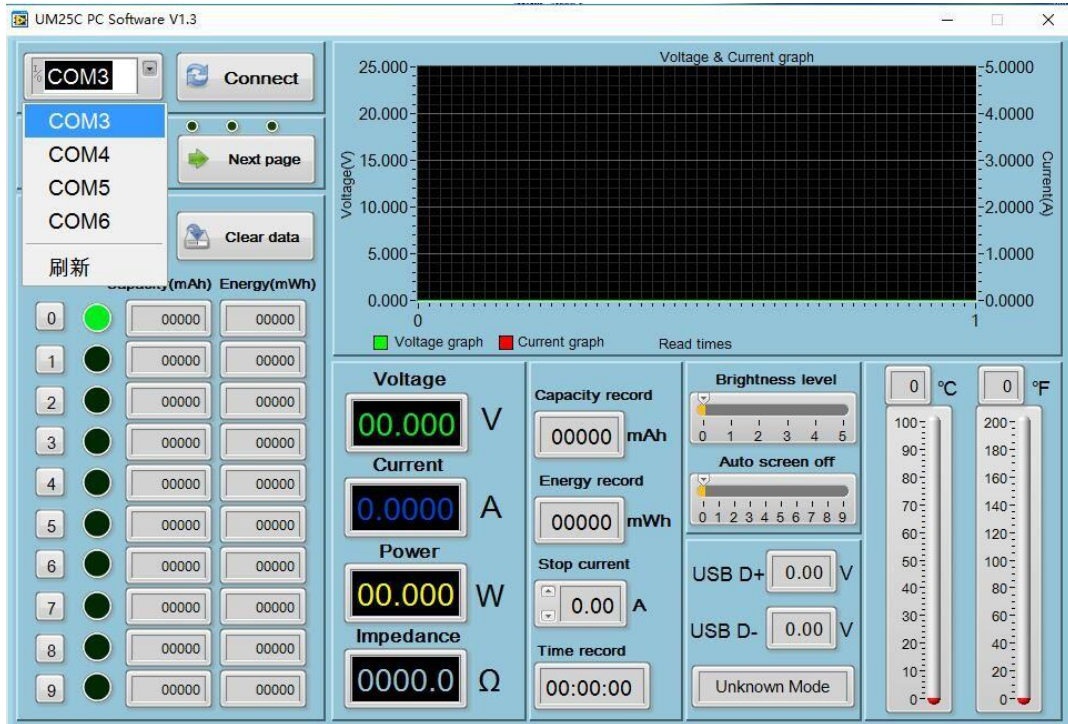 UM25C PC Software V1.3
COM3
Connect
COM3
COM4
COM5
COM6
刷新
Next page
Clear data
(mAh) Energy(mWh)
0 00000 00000
1 00000 00000
2 00000 00000
3 00000 00000
4 00000 00000
5 00000 00000
6 00000 00000
7 00000 00000
8 00000 00000
9 00000 00000
Voltage & Current graph
Voltage(V)
25.000
20.000
15.000
10.000
5.000
0.000
5.0000
4.0000
3.0000
2.0000
1.0000
0.0000
Current(A)
0 1
Voltage graph Current graph Read times
Voltage
00.000 V
Current
0.0000 A
Power
00.000 W
Impedance
0000.0 Ω
Capacity record
00000 mAh
Energy record
00000 mWh
Stop current
0.00 A
Time record
00:00:00
Brightness level
0 1 2 3 4 5
Auto screen off
0 1 2 3 4 5 6 7 8 9
USB D+ 0.00 V
USB D- 0.00 V
Unknown Mode
0 °C
100
90
80
70
60
50
40
30
20
10
0
0 °F
200
180
160
140
120
100
80
60
40
20
0